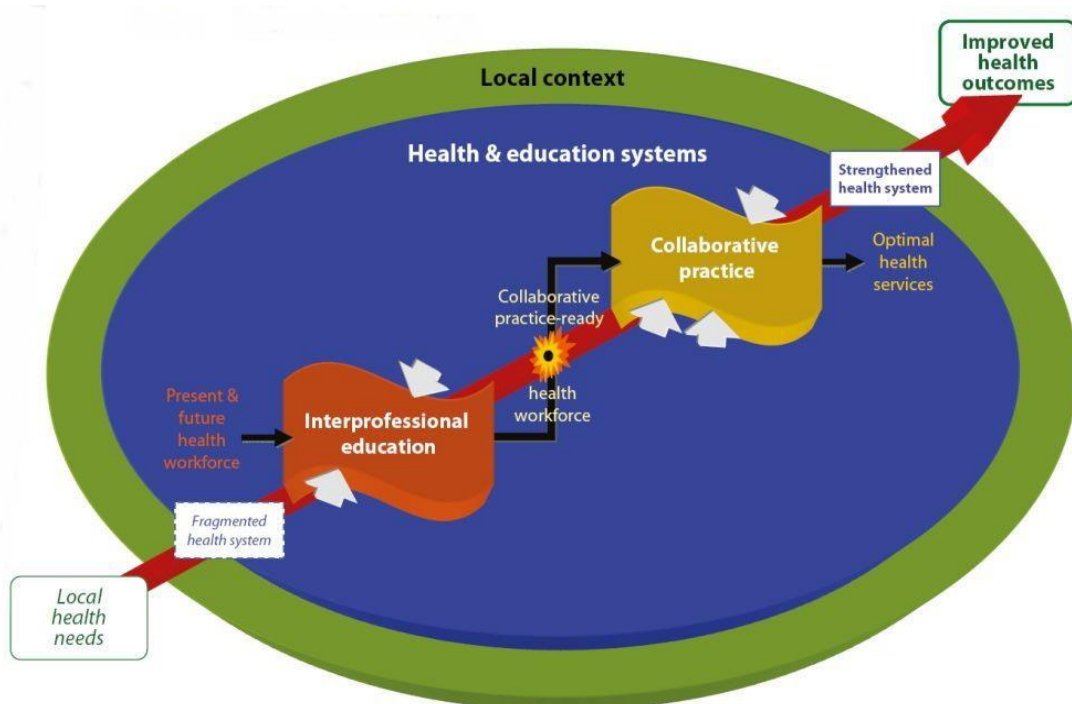 Improved
health
outcomes
Local context
Health & education systems
Strengthened
health system
Collaborative
practice
Optimal
health
services
Collaborative
practice-ready
health
workforce
Present &
future
health
workforce
Interprofessional
education
Fragmented
health system
Local
health
needs